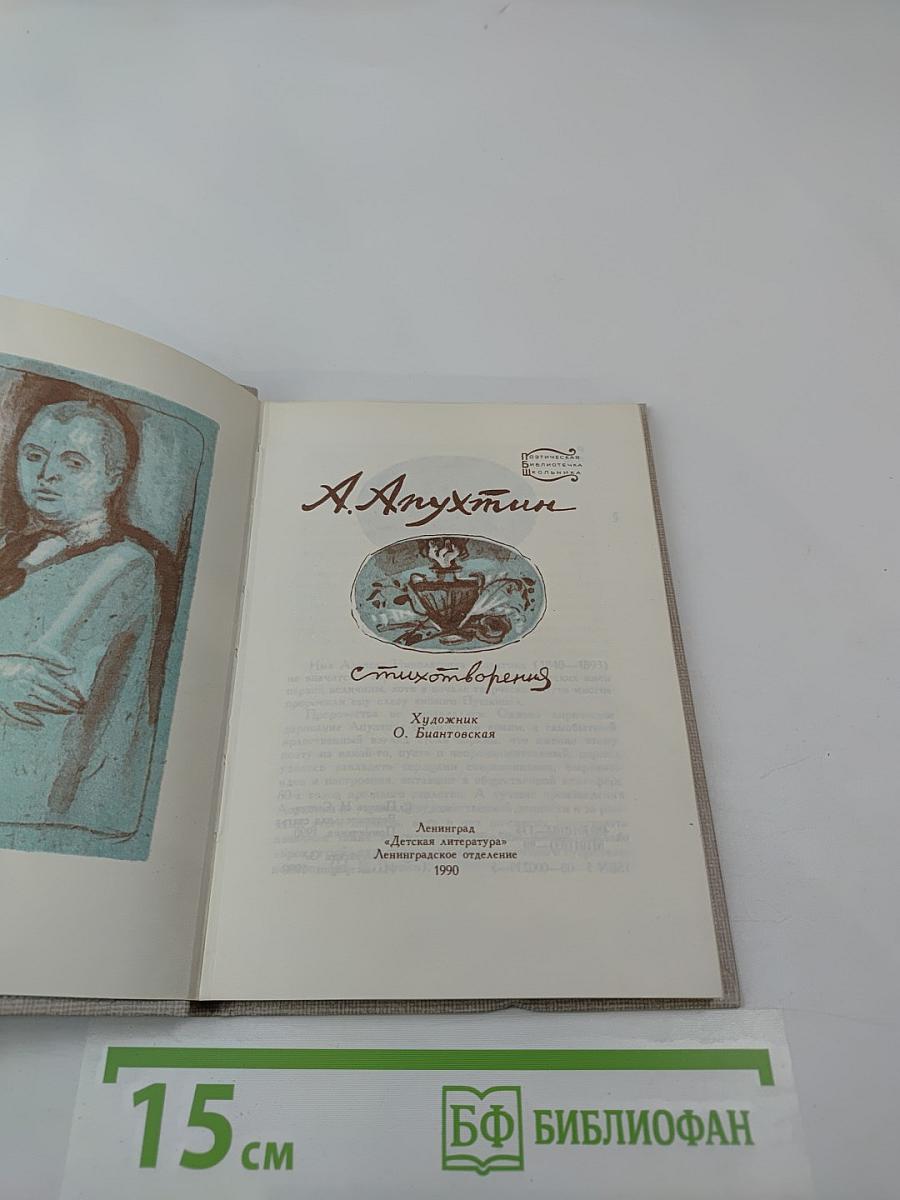 Поэтическая
Библиотечка
Школьника
А. Апухтин
стихотворения
Художник
О. Биантовская
Ленинград
«Детская литература»
Ленинградское отделение
1990
15 см
БФ БИБЛИОФАН